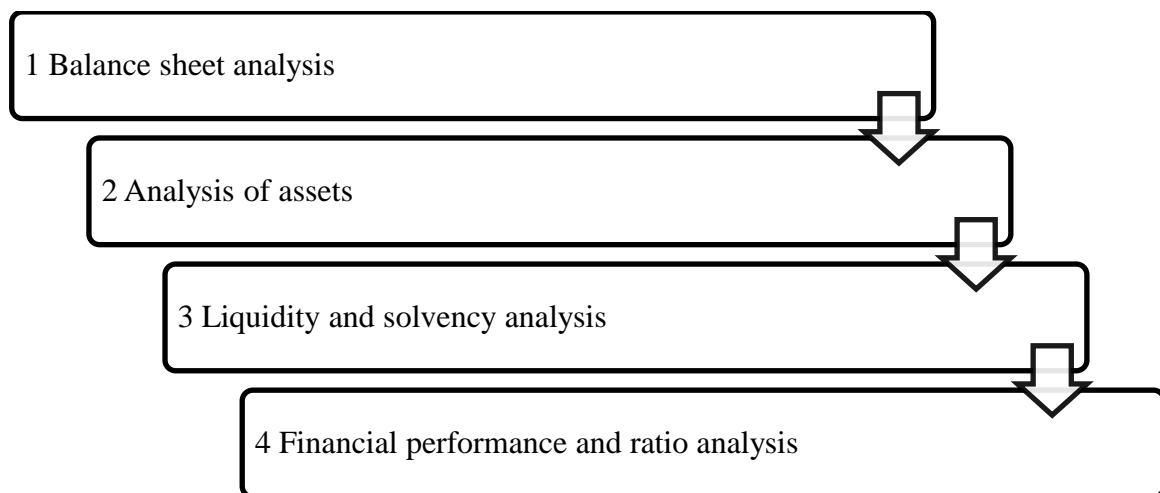 1 Balance sheet analysis
2 Analysis of assets
3 Liquidity and solvency analysis
4 Financial performance and ratio analysis